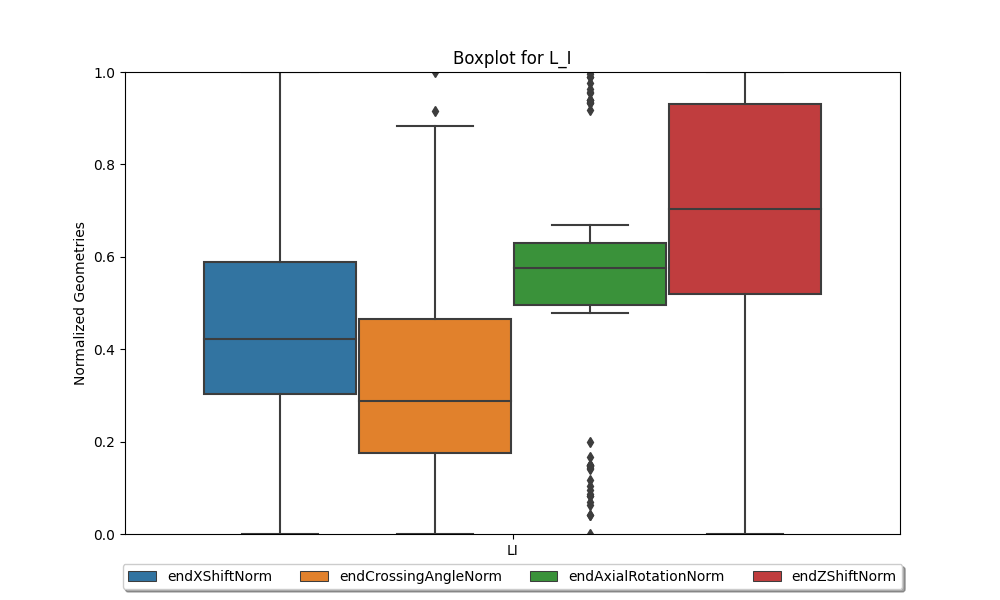 Boxplot for L_I
1.0
0.8
0.6
0.4
0.2
0.0
Normalized Geometries
LI
endXShiftNorm endCrossingAngleNorm endAxialRotationNorm endZShiftNorm